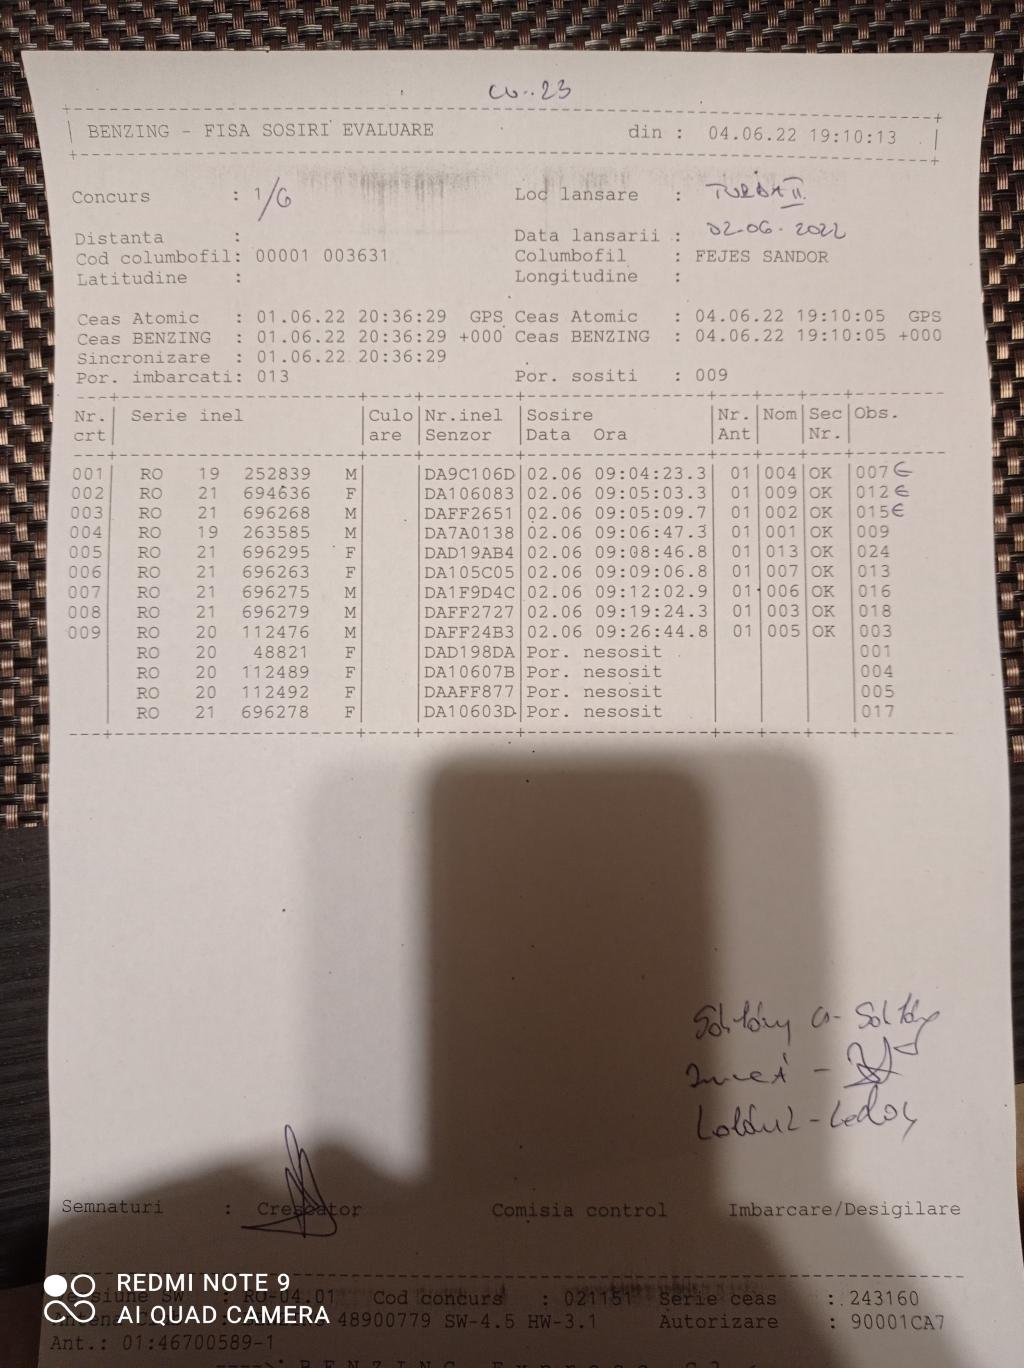 BENZING - FISA SOSIRI EVALUARE din : 04.06.22 19:10:13
Concurs : 1/6 Loc lansare : TURDA II.
Distanta : Data lansarii : 02-06-2022
Cod columbofil: 00001 003631 Columbofil : FEJES SANDOR
Latitudine : Longitudine :
Ceas Atomic : 01.06.22 20:36:29 GPS Ceas Atomic : 04.06.22 19:10:05 GPS
Ceas BENZING : 01.06.22 20:36:29 +000 Ceas BENZING : 04.06.22 19:10:05 +000
Sincronizare : 01.06.22 20:36:29
Por. imbarcati: 013 Por. sositi : 009
Nr. Serie inel Culo Nr.inel Sosire Nr. Nom Sec Obs.
crt are Senzor Data Ora Ant Nr.
001 RO 19 252839 M DA9C106D 02.06 09:04:23.3 01 004 OK 007 €
002 RO 21 694636 F DA106083 02.06 09:05:03.3 01 009 OK 012 €
003 RO 21 696268 M DAFF2651 02.06 09:05:09.7 01 002 OK 015 €
004 RO 19 263585 M DA7A0138 02.06 09:06:47.3 01 001 OK 009
005 RO 21 696295 F DAD19AB4 02.06 09:08:46.8 01 013 OK 024
006 RO 21 696263 F DA105C05 02.06 09:09:06.8 01 007 OK 013
007 RO 21 696275 M DA1F9D4C 02.06 09:12:02.9 01 006 OK 016
008 RO 21 696279 M DAFF2727 02.06 09:19:24.3 01 003 OK 018
009 RO 20 112476 M DAFF24B3 02.06 09:26:44.8 01 005 OK 003
RO 20 48821 F DAD198DA Por. nesosit 001
RO 20 112489 F DA10607B Por. nesosit 004
RO 20 112492 F DAAFF877 Por. nesosit 005
RO 21 696278 F DA10603D Por. nesosit 017
Semnaturi : Crescator Comisia control Imbarcare/Desigilare
SW : RO-04.01 Cod concurs : 021151 Serie ceas : 243160
48900779 SW-4.5 HW-3.1 Autorizare : 90001CA7
Ant.: 01:46700589-1
REDMI NOTE 9
AI QUAD CAMERA